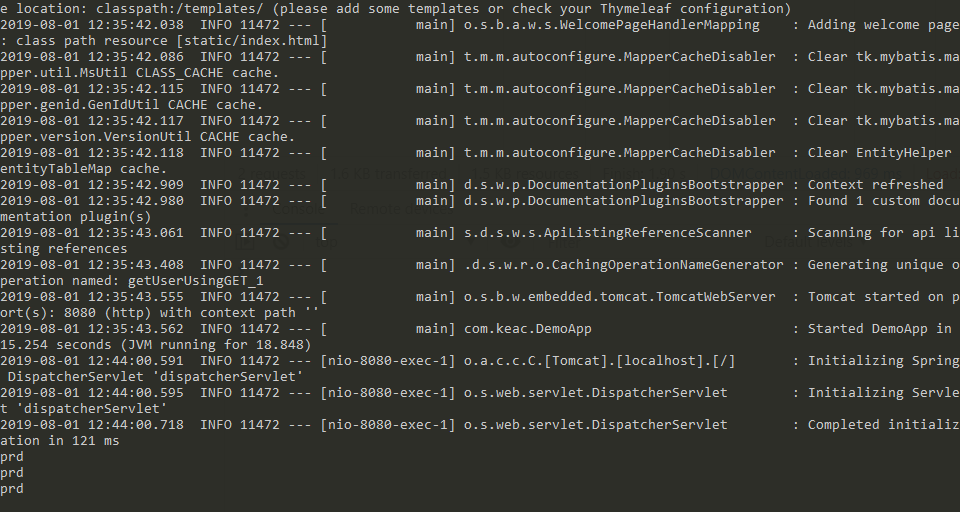 e location: classpath:/templates/ (please add some templates or check your Thymeleaf configuration)
2019-08-01 12:35:42.038  INFO 11472 --- [           main] o.s.b.a.w.s.WelcomePageHandlerMapping    : Adding welcome page
: class path resource [static/index.html]
2019-08-01 12:35:42.086  INFO 11472 --- [           main] t.m.m.autoconfigure.MapperCacheDisabler  : Clear tk.mybatis.ma
pper.util.MsUtil CLASS_CACHE cache.
2019-08-01 12:35:42.115  INFO 11472 --- [           main] t.m.m.autoconfigure.MapperCacheDisabler  : Clear tk.mybatis.ma
pper.genid.GenIdUtil CACHE cache.
2019-08-01 12:35:42.117  INFO 11472 --- [           main] t.m.m.autoconfigure.MapperCacheDisabler  : Clear tk.mybatis.ma
pper.version.VersionUtil CACHE cache.
2019-08-01 12:35:42.118  INFO 11472 --- [           main] t.m.m.autoconfigure.MapperCacheDisabler  : Clear EntityHelper
entityTableMap cache.
2019-08-01 12:35:42.909  INFO 11472 --- [           main] d.s.w.p.DocumentationPluginsBootstrapper : Context refreshed
2019-08-01 12:35:42.980  INFO 11472 --- [           main] d.s.w.p.DocumentationPluginsBootstrapper : Found 1 custom docu
mentation plugin(s)
2019-08-01 12:35:43.061  INFO 11472 --- [           main] s.d.s.w.s.ApiListingReferenceScanner     : Scanning for api li
sting references
2019-08-01 12:35:43.408  INFO 11472 --- [           main] .d.s.w.r.o.CachingOperationNameGenerator : Generating unique o
peration named: getUserUsingGET_1
2019-08-01 12:35:43.555  INFO 11472 --- [           main] o.s.b.w.embedded.tomcat.TomcatWebServer  : Tomcat started on p
ort(s): 8080 (http) with context path ''
2019-08-01 12:35:43.562  INFO 11472 --- [           main] com.keac.DemoApp                         : Started DemoApp in
15.254 seconds (JVM running for 18.848)
2019-08-01 12:44:00.591  INFO 11472 --- [nio-8080-exec-1] o.a.c.c.C.[Tomcat].[localhost].[/]       : Initializing Spring
 DispatcherServlet 'dispatcherServlet'
2019-08-01 12:44:00.595  INFO 11472 --- [nio-8080-exec-1] o.s.web.servlet.DispatcherServlet        : Initializing Servle
t 'dispatcherServlet'
2019-08-01 12:44:00.718  INFO 11472 --- [nio-8080-exec-1] o.s.web.servlet.DispatcherServlet        : Completed initializ
ation in 121 ms
prd
prd
prd